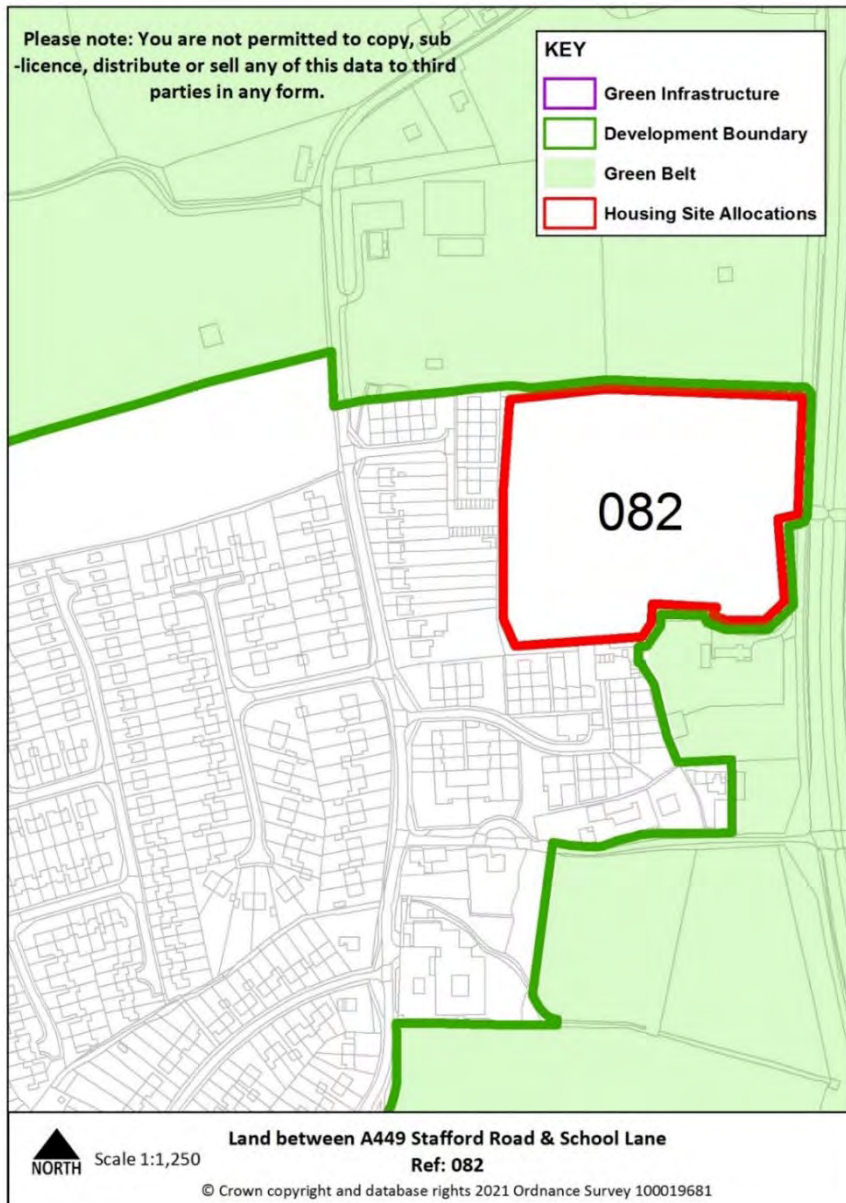 Please note: You are not permitted to copy, sub
-licence, distribute or sell any of this data to third
parties in any form.
KEY
Green Infrastructure
Development Boundary
Green Belt
Housing Site Allocations
082
NORTH
Scale 1:1,250
Land between A449 Stafford Road & School Lane
Ref: 082
© Crown copyright and database rights 2021 Ordnance Survey 100019681